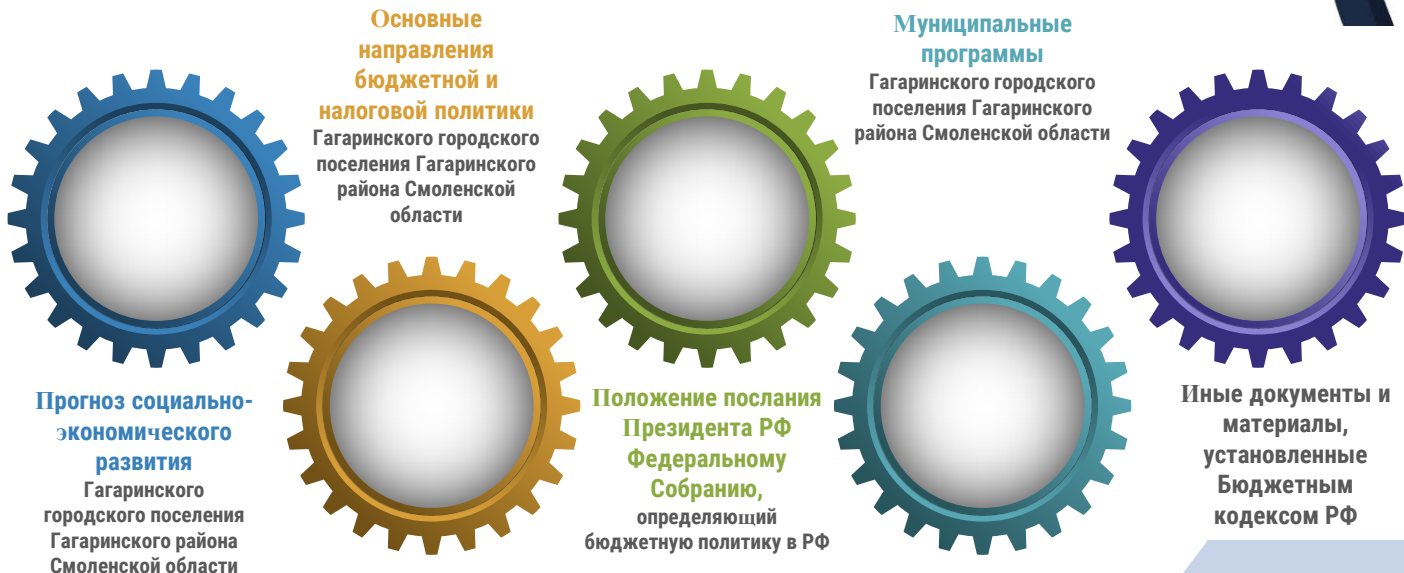 Прогноз социально-
экономического
развития
Гагаринского
городского поселения
Гагаринского района
Смоленской области
Основные
направления
бюджетной и
налоговой политики
Гагаринского городского
поселения Гагаринского
района Смоленской
области
Положение послания
Президента РФ
Федеральному
Собранию,
определяющий
бюджетную политику в РФ
Муниципальные
программы
Гагаринского городского
поселения Гагаринского
района Смоленской области
Иные документы и
материалы,
установленные
Бюджетным
кодексом РФ